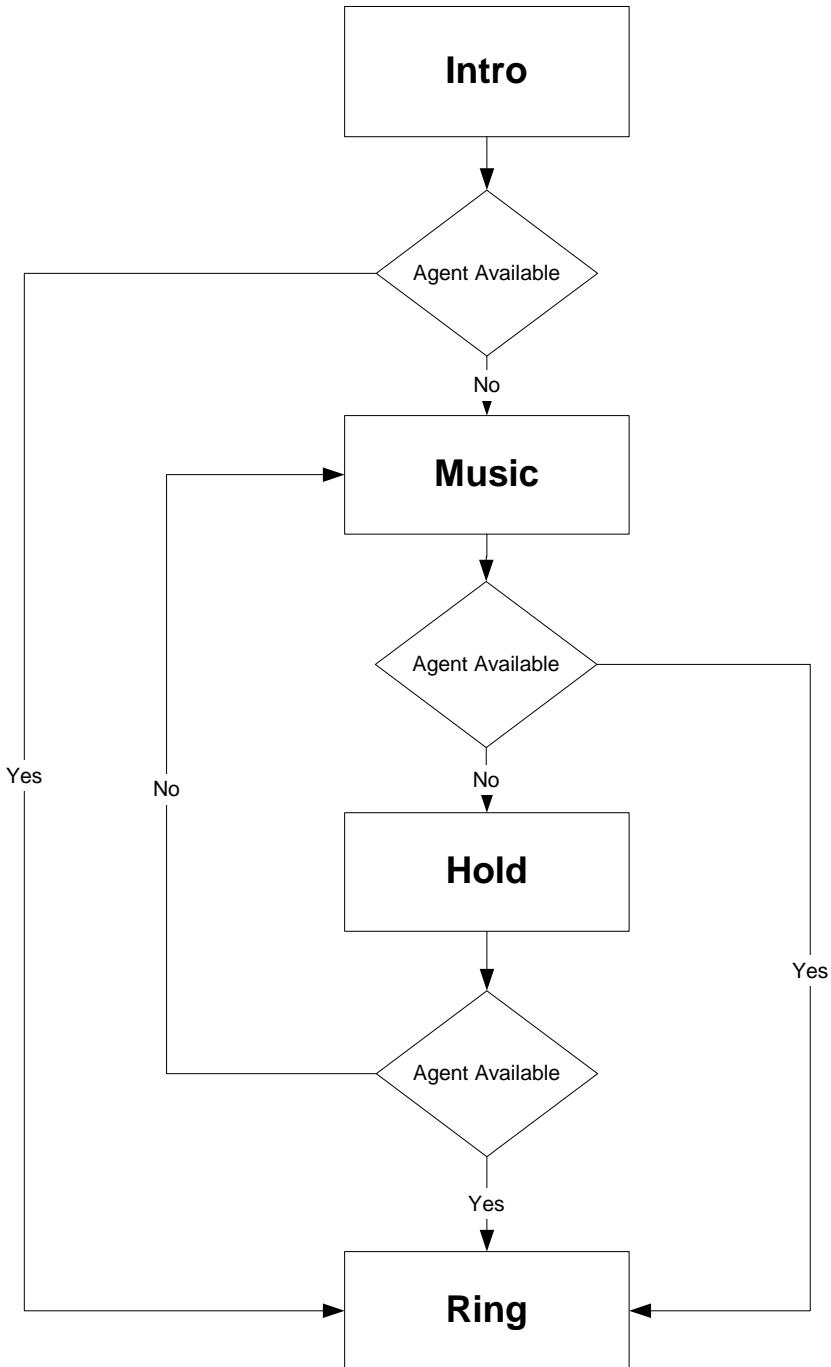 Intro
Agent Available
No
Music
Agent Available
Yes
No
No
Hold
Yes
Agent Available
Yes
Ring